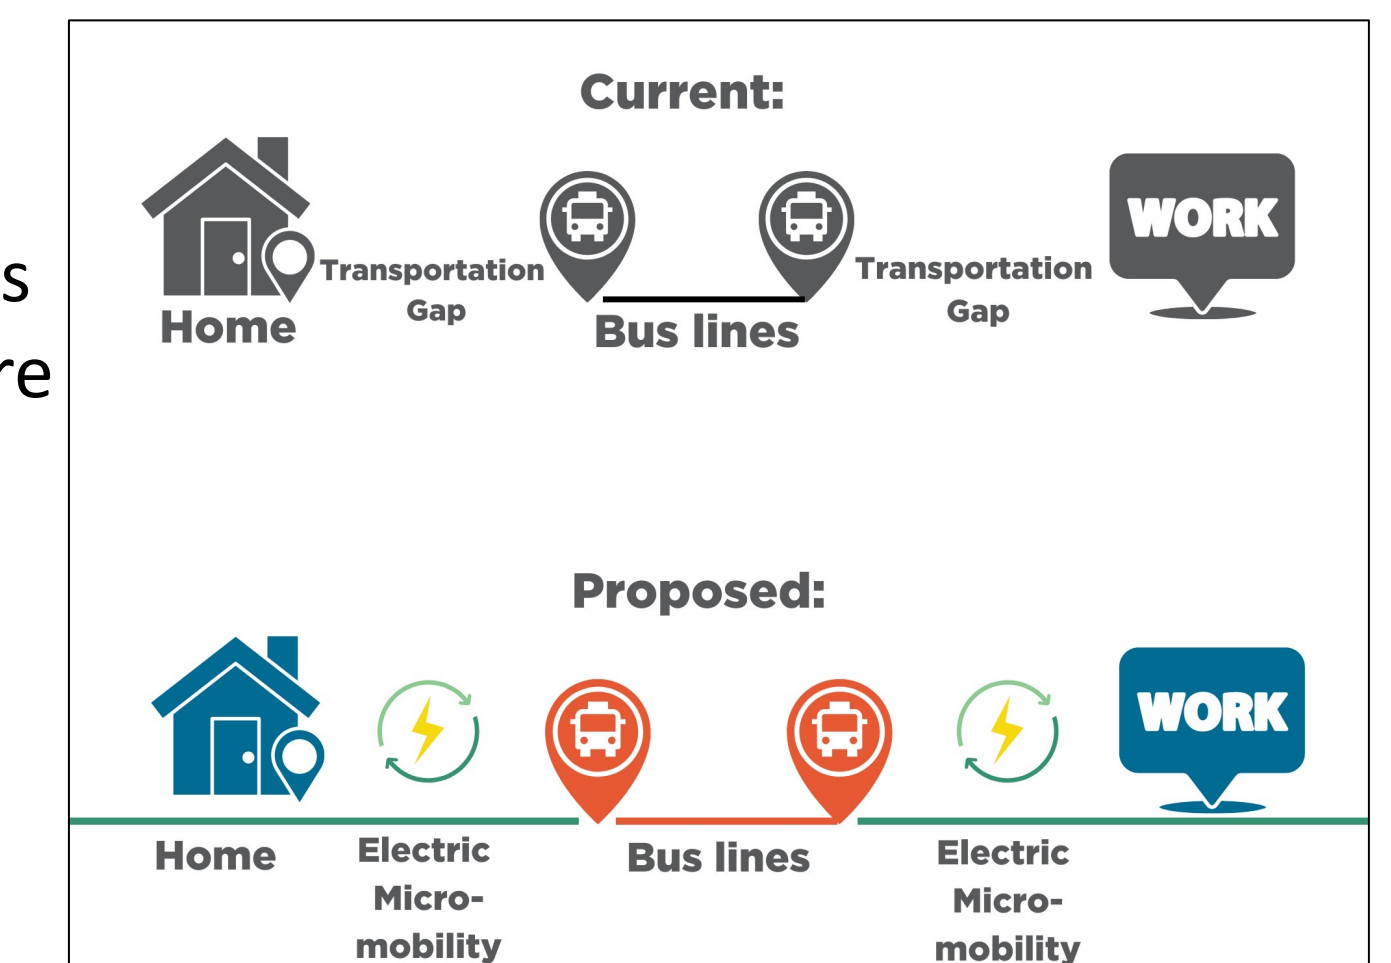 Current:
s
re
WORK
Transportation
Gap
Transportation
Gap
Home
Bus lines
Proposed:
WORK
Home
Electric
Micro-
mobility
Bus lines
Electric
Micro-
mobility